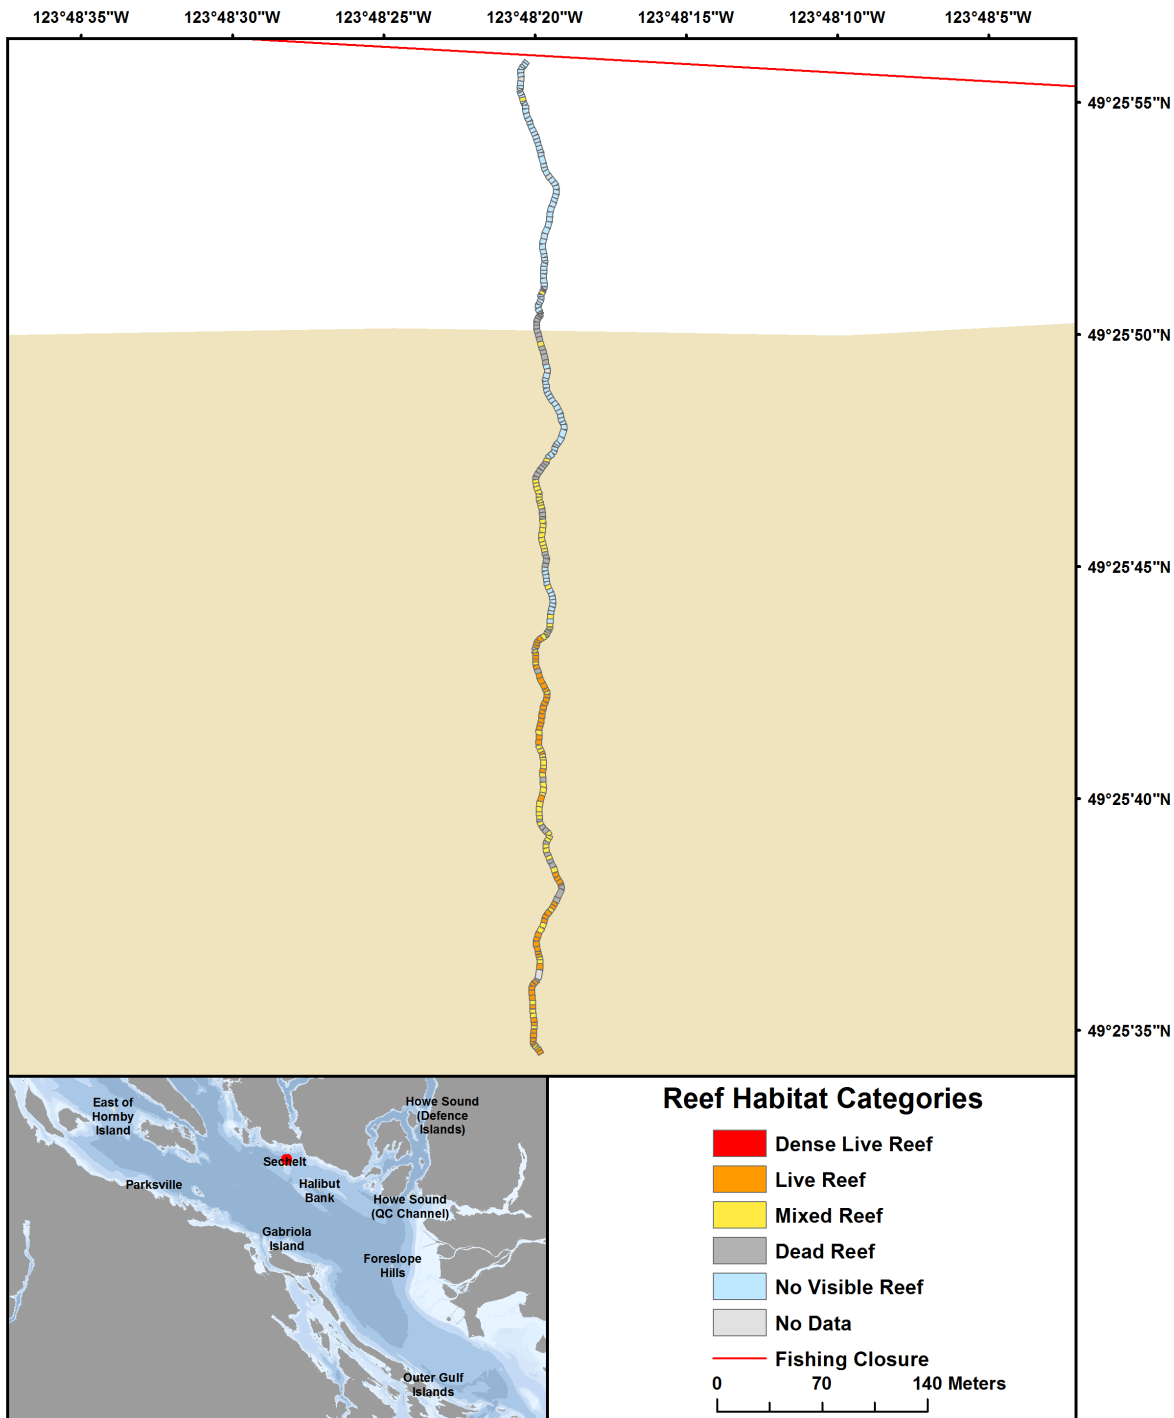 123°48'35"W 123°48'30"W 123°48'25"W 123°48'20"W 123°48'15"W 123°48'10"W 123°48'5"W
49°25'55"N
49°25'50"N
49°25'45"N
49°25'40"N
49°25'35"N
East of
Hornby
Island
Howe Sound
(Defence
Islands)
Sechelt
Parksville
Halibut
Bank
Howe Sound
(QC Channel)
Gabriola
Island
Foreslope
Hills
Outer Gulf
Islands
Reef Habitat Categories
Dense Live Reef
Live Reef
Mixed Reef
Dead Reef
No Visible Reef
No Data
Fishing Closure
0 70 140 Meters